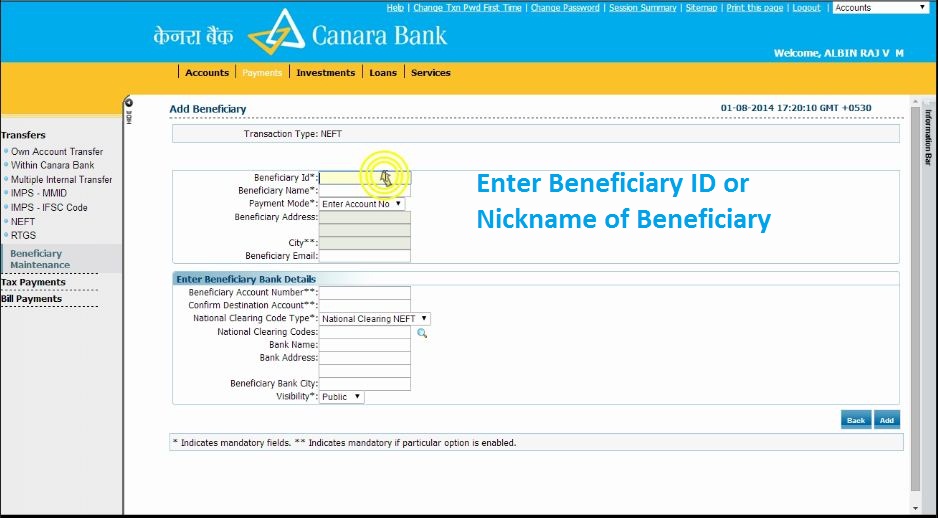 Help | Change Txn Pwd First Time | Change Password | Session Summary | Sitemap | Print this page | Logout | Accounts
केनरा बैंक Canara Bank
Welcome, ALBIN RAJ V M
Accounts | Payments | Investments | Loans | Services
HIDE
Add Beneficiary 01-08-2014 17:20:10 GMT +0530
Information Bar
Transaction Type: NEFT
Transfers
Own Account Transfer
Within Canara Bank
Multiple Internal Transfer
IMPS - MMID
IMPS - IFSC Code
NEFT
RTGS
Beneficiary
Maintenance
Tax Payments
Bill Payments
Beneficiary Id*:
Beneficiary Name*:
Payment Mode*: Enter Account No
Beneficiary Address:
City**:
Beneficiary Email:
Enter Beneficiary ID or
Nickname of Beneficiary
Enter Beneficiary Bank Details
Beneficiary Account Number**:
Confirm Destination Account**:
National Clearing Code Type*: National Clearing NEFT
National Clearing Codes:
Bank Name:
Bank Address:
Beneficiary Bank City:
Visibility*: Public
Back Add
* Indicates mandatory fields. ** Indicates mandatory if particular option is enabled.